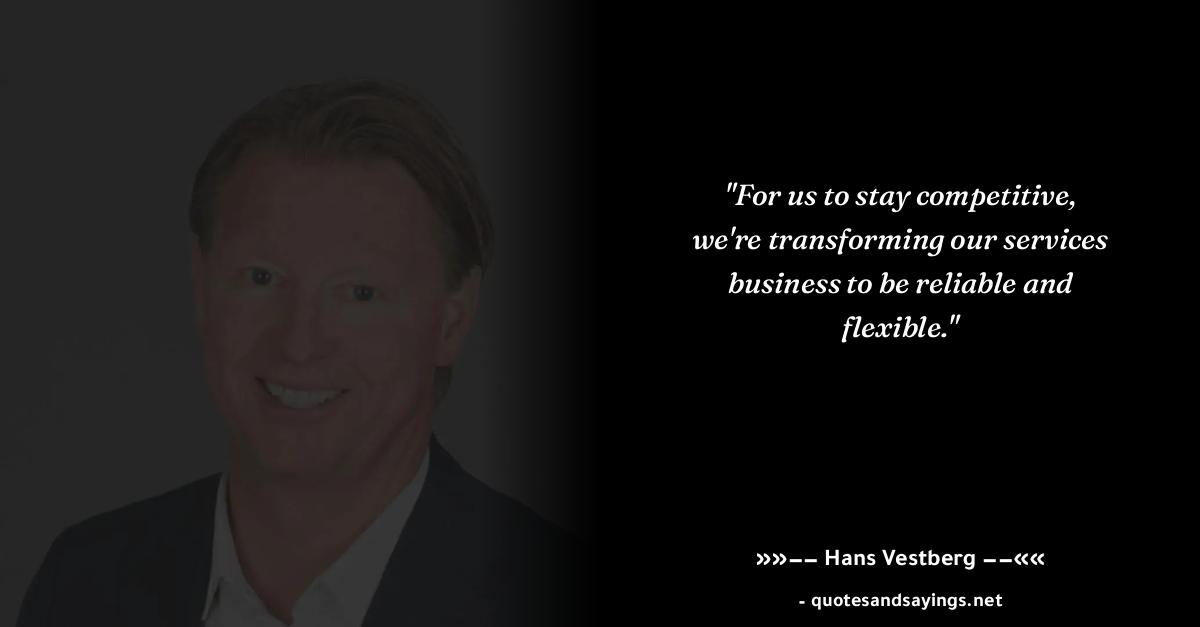 "For us to stay competitive,
we're transforming our services
business to be reliable and
flexible."
»»–– Hans Vestberg ––««
- quotesandsayings.net